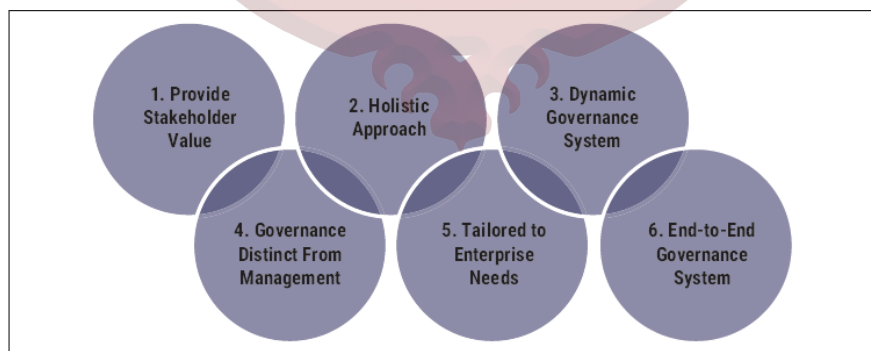 1. Provide
Stakeholder
Value
2. Holistic
Approach
3. Dynamic
Governance
System
4. Governance
Distinct From
Management
5. Tailored to
Enterprise
Needs
6. End-to-End
Governance
System